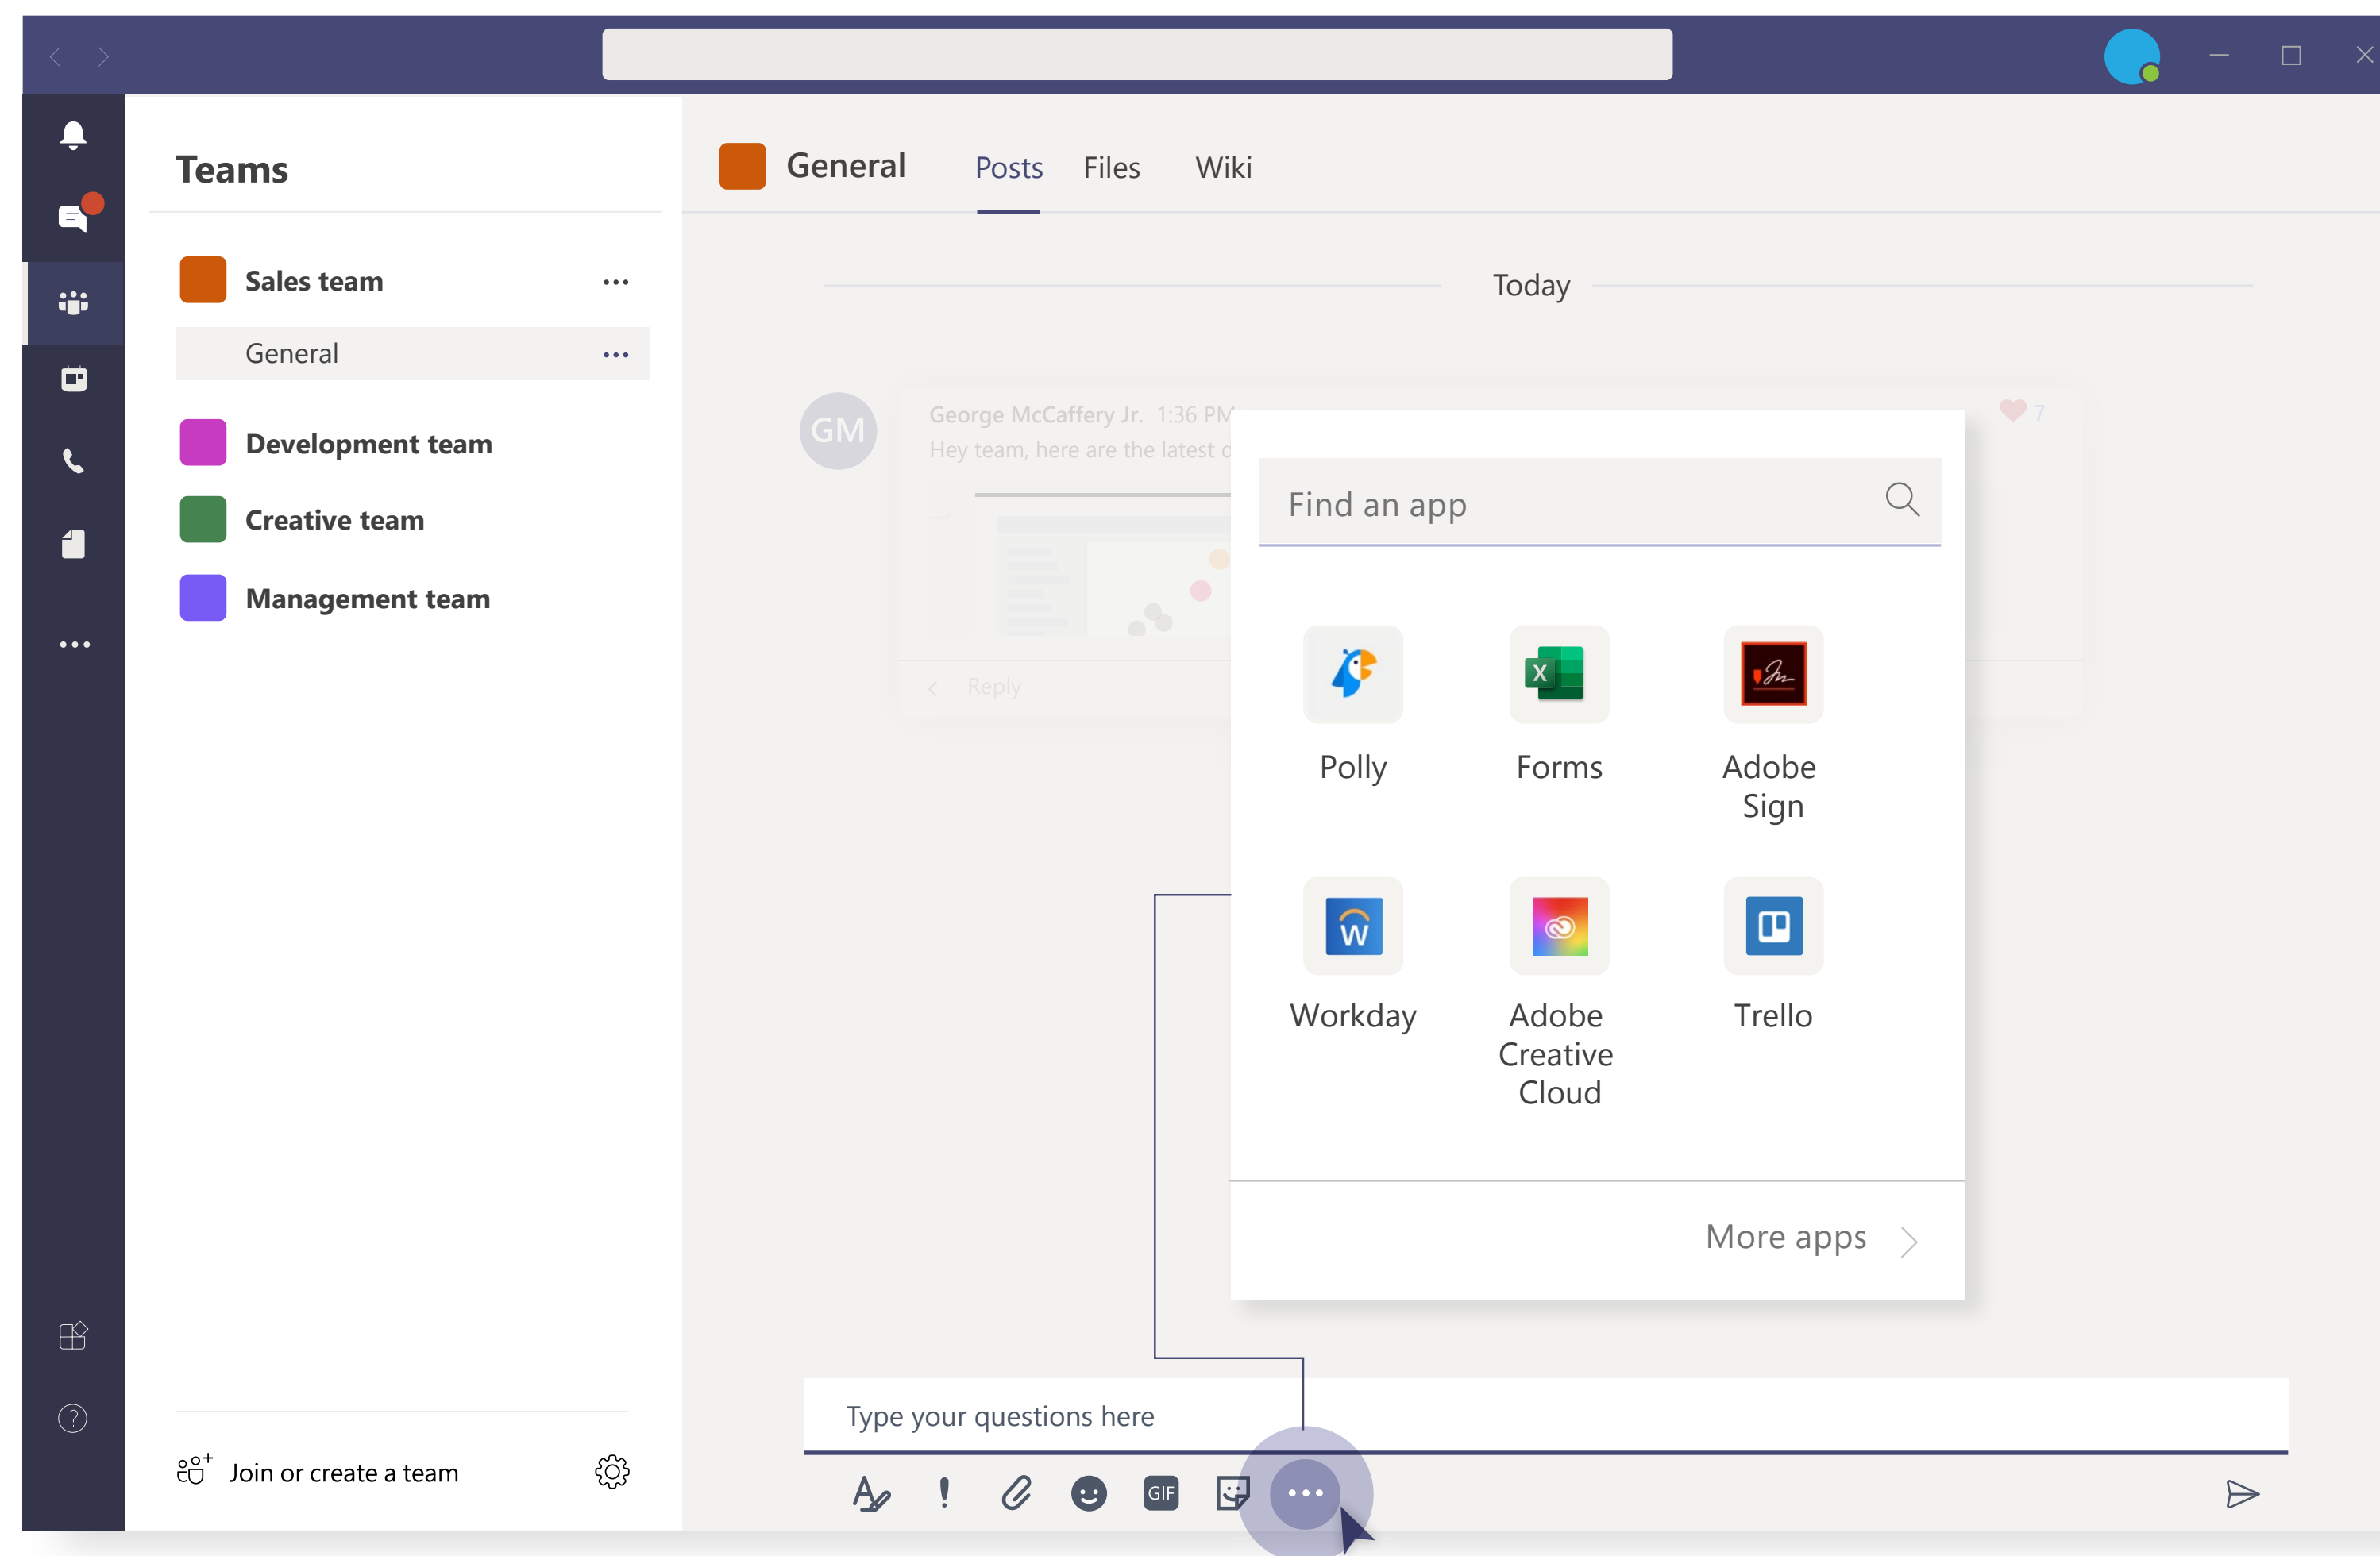 Teams
Sales team
General
Development team
Creative team
Management team
Join or create a team
General Posts Files Wiki
Today
GM
George McCaffery Jr. 1:36 PM
7
Hey team, here are the latest
Reply
Find an app
Polly
Forms
X
Adobe
Sign
Workday
W
Adobe
Creative
Cloud
Trello
More apps
Type your questions here
GIF